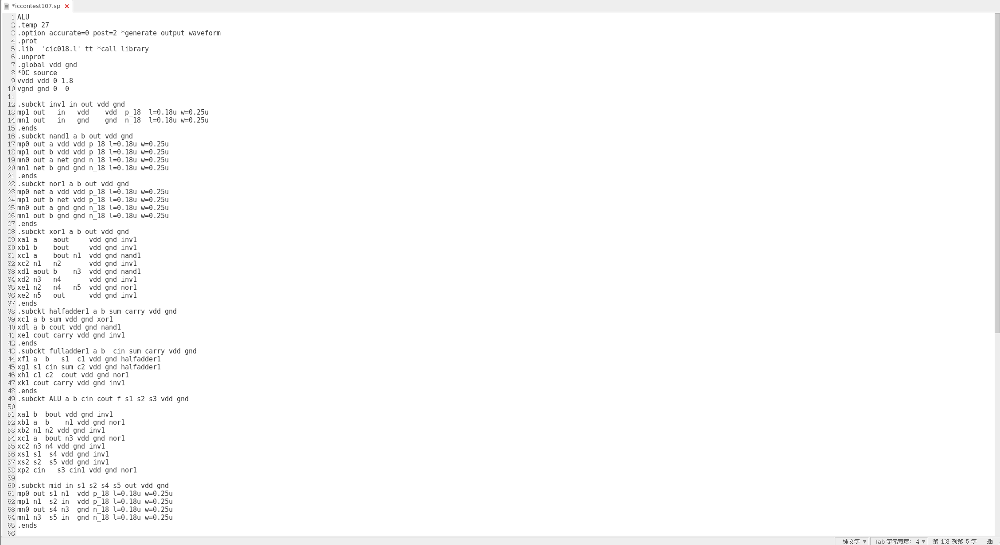 *iccontest107.sp
1 ALU
2 .temp 27
3 .option accurate=0 post=2 *generate output waveform
4 .prot
5 .lib  'cic018.l' tt *call library
6 .unprot
7 .global vdd gnd
8 *DC source
9 vvdd vdd 0 1.8
10 vgnd gnd 0  0
11
12 .subckt inv1 in out vdd gnd
13 mp1 out   in   vdd    vdd  p_18  l=0.18u w=0.25u
14 mn1 out   in   gnd    gnd  n_18  l=0.18u w=0.25u
15 .ends
16 .subckt nand1 a b out vdd gnd
17 mp0 out a vdd vdd p_18 l=0.18u w=0.25u
18 mp1 out b vdd vdd p_18 l=0.18u w=0.25u
19 mn0 out a net gnd n_18 l=0.18u w=0.25u
20 mn1 net b gnd gnd n_18 l=0.18u w=0.25u
21 .ends
22 .subckt nor1 a b out vdd gnd
23 mp0 net a vdd vdd p_18 l=0.18u w=0.25u
24 mp1 out b net vdd p_18 l=0.18u w=0.25u
25 mn0 out a gnd gnd n_18 l=0.18u w=0.25u
26 mn1 out b gnd gnd n_18 l=0.18u w=0.25u
27 .ends
28 .subckt xor1 a b out vdd gnd
29 xa1 a    aout     vdd gnd inv1
30 xb1 b    bout     vdd gnd inv1
31 xc1 a    bout n1  vdd gnd nand1
32 xc2 n1   n2       vdd gnd inv1
33 xd1 aout b    n3  vdd gnd nand1
34 xd2 n3   n4       vdd gnd inv1
35 xe1 n2   n4   n5  vdd gnd nor1
36 xe2 n5   out      vdd gnd inv1
37 .ends
38 .subckt halfadder1 a b sum carry vdd gnd
39 xc1 a b sum vdd gnd xor1
40 xdl a b cout vdd gnd nand1
41 xe1 cout carry vdd gnd inv1
42 .ends
43 .subckt fulladder1 a b  cin sum carry vdd gnd
44 xf1 a  b   s1  c1 vdd gnd halfadder1
45 xg1 s1 cin sum c2 vdd gnd halfadder1
46 xh1 c1 c2  cout vdd gnd nor1
47 xk1 cout carry vdd gnd inv1
48 .ends
49 .subckt ALU a b cin cout f s1 s2 s3 vdd gnd
50
51 xa1 b  bout vdd gnd inv1
52 xb1 a  b    n1 vdd gnd nor1
53 xb2 n1 n2 vdd gnd inv1
54 xc1 a  bout n3 vdd gnd nor1
55 xc2 n3 n4 vdd gnd inv1
56 xs1 s1  s4 vdd gnd inv1
57 xs2 s2  s5 vdd gnd inv1
58 xp2 cin   s3 cin1 vdd gnd nor1
59
60 .subckt mid in s1 s2 s4 s5 out vdd gnd
61 mp0 out s1 n1  vdd p_18 l=0.18u w=0.25u
62 mp1 n1  s2 in  vdd p_18 l=0.18u w=0.25u
63 mn0 out s4 n3  gnd n_18 l=0.18u w=0.25u
64 mn1 n3  s5 in  gnd n_18 l=0.18u w=0.25u
65 .ends
66
純文字 Tab 字元寬度: 4 第 108 列第 5 字 插